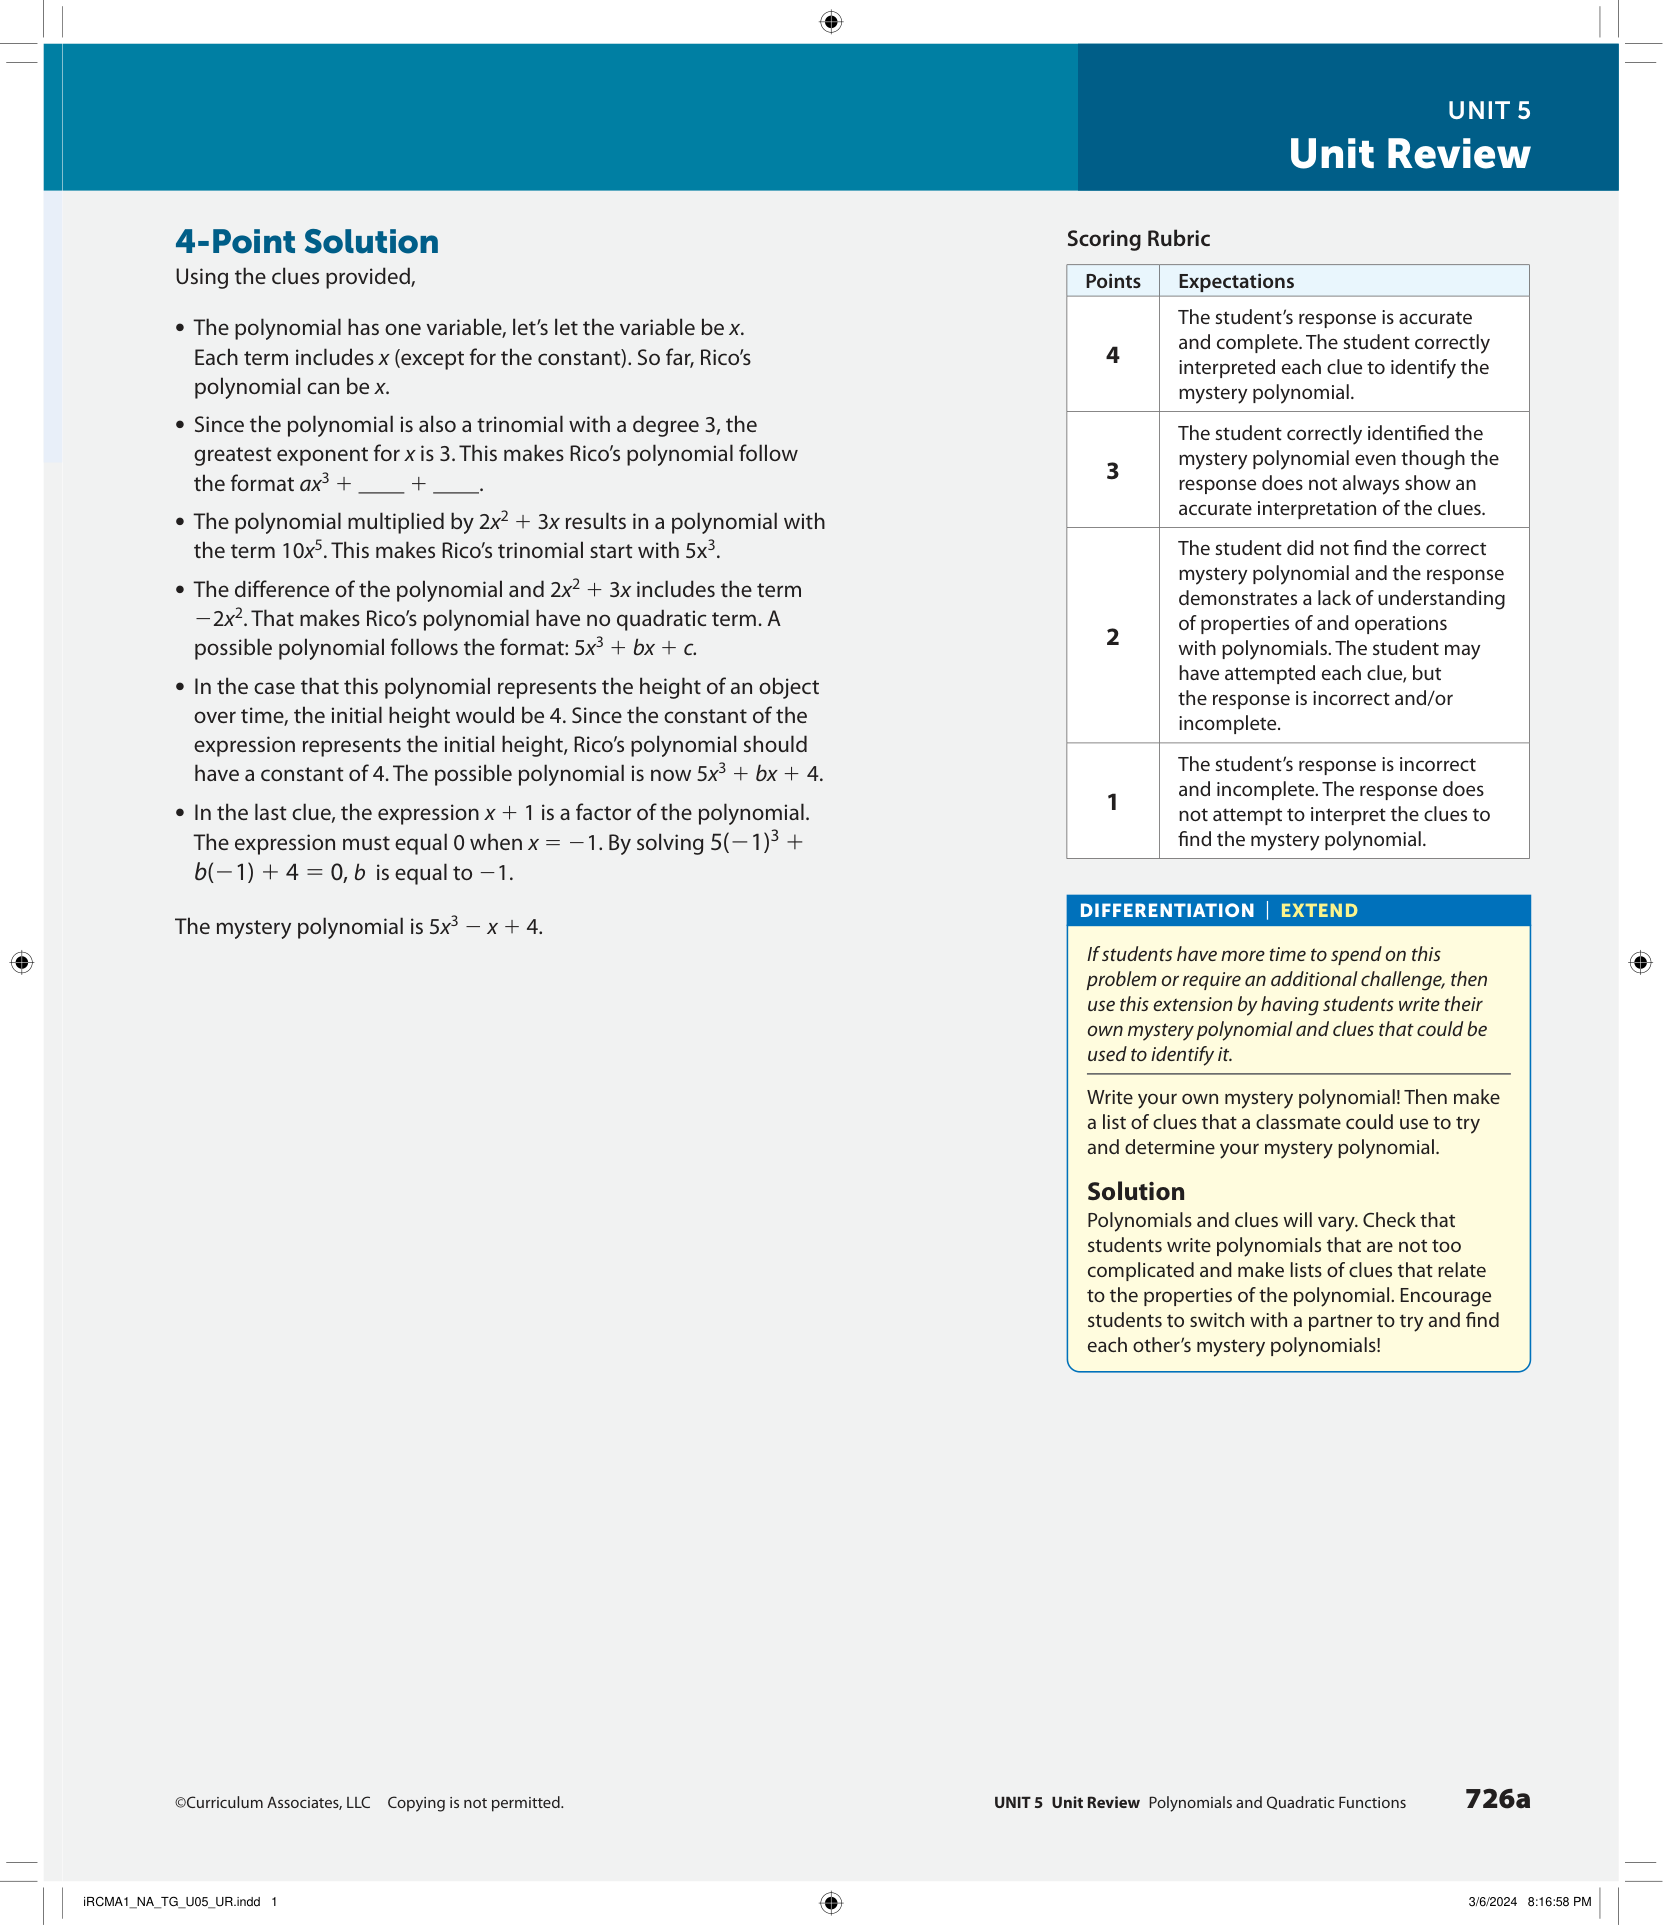 UNIT 5
Unit Review
4-Point Solution
Using the clues provided,
• The polynomial has one variable, let’s let the variable be x.
Each term includes x (except for the constant). So far, Rico’s
polynomial can be x.
• Since the polynomial is also a trinomial with a degree 3, the
greatest exponent for x is 3. This makes Rico’s polynomial follow
the format ax³ + ____ + ____.
• The polynomial multiplied by 2x² + 3x results in a polynomial with
the term 10x⁵. This makes Rico’s trinomial start with 5x³.
• The difference of the polynomial and 2x² + 3x includes the term
−2x². That makes Rico’s polynomial have no quadratic term. A
possible polynomial follows the format: 5x³ + bx + c.
• In the case that this polynomial represents the height of an object
over time, the initial height would be 4. Since the constant of the
expression represents the initial height, Rico’s polynomial should
have a constant of 4. The possible polynomial is now 5x³ + bx + 4.
• In the last clue, the expression x + 1 is a factor of the polynomial.
The expression must equal 0 when x = −1. By solving 5(−1)³ +
b(−1) + 4 = 0, b is equal to −1.
The mystery polynomial is 5x³ − x + 4.
Scoring Rubric
Points Expectations
4
The student’s response is accurate
and complete. The student correctly
interpreted each clue to identify the
mystery polynomial.
3
The student correctly identified the
mystery polynomial even though the
response does not always show an
accurate interpretation of the clues.
2
The student did not find the correct
mystery polynomial and the response
demonstrates a lack of understanding
of properties of and operations
with polynomials. The student may
have attempted each clue, but
the response is incorrect and/or
incomplete.
1
The student’s response is incorrect
and incomplete. The response does
not attempt to interpret the clues to
find the mystery polynomial.
DIFFERENTIATION | EXTEND
If students have more time to spend on this
problem or require an additional challenge, then
use this extension by having students write their
own mystery polynomial and clues that could be
used to identify it.
Write your own mystery polynomial! Then make
a list of clues that a classmate could use to try
and determine your mystery polynomial.
Solution
Polynomials and clues will vary. Check that
students write polynomials that are not too
complicated and make lists of clues that relate
to the properties of the polynomial. Encourage
students to switch with a partner to try and find
each other’s mystery polynomials!
©Curriculum Associates, LLC Copying is not permitted.
UNIT 5 Unit Review Polynomials and Quadratic Functions 726a
iRCMA1_NA_TG_U05_UR.indd 1
3/6/2024 8:16:58 PM